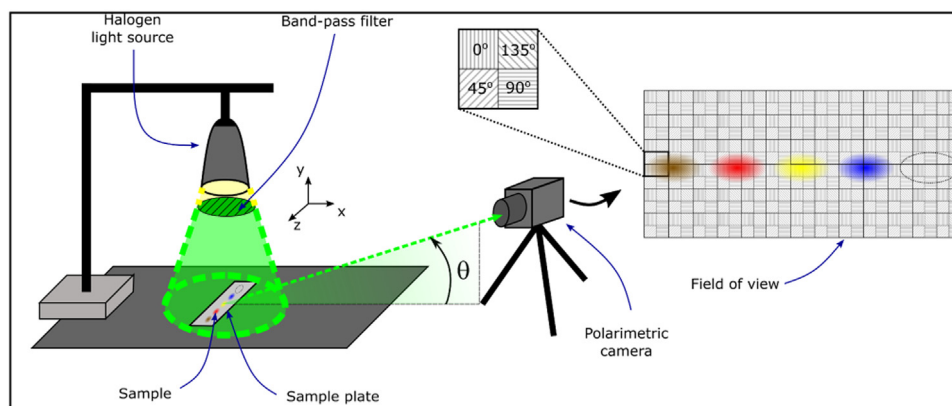 Halogen
light source
Band-pass filter
0°
135°
45°
90°
y
x
z
θ
Field of view
Polarimetric
camera
Sample
Sample plate